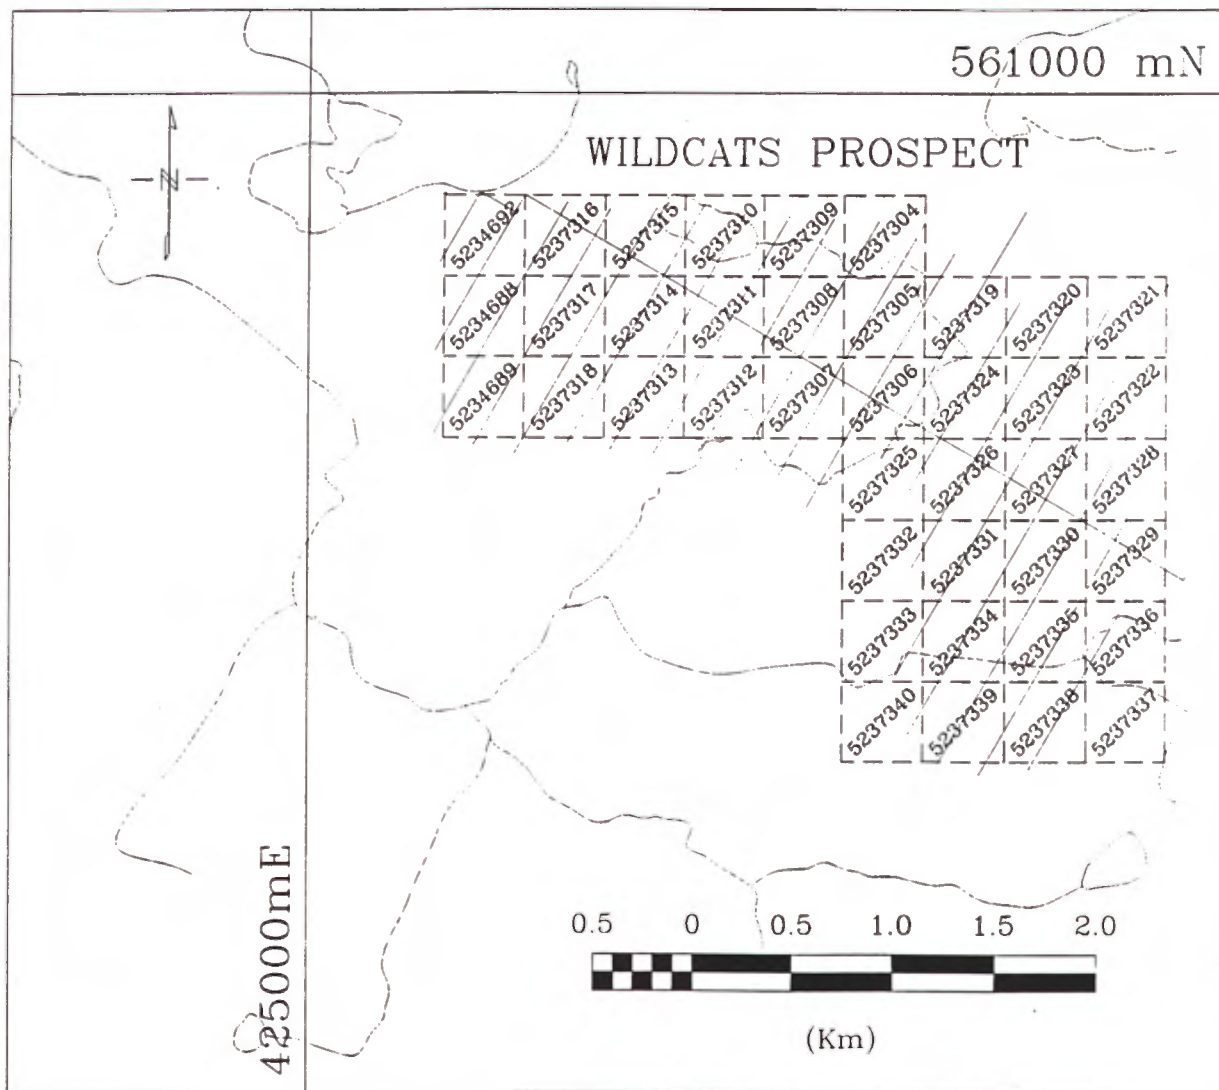 561000 mN
WILDCATS PROSPECT
N
5234692 5237316 5237315 5237310 5237309 5237304
5234688 5237317 5237314 5237311 5237308 5237305 5237319 5237320 5237321
5234689 5237318 5237313 5237312 5237307 5237306 5237324 5237323 5237322
5237325 5237326 5237327 5237328
5237332 5237331 5237330 5237329
5237333 5237334 5237335 5237336
5237340 5237339 5237338 5237337
425000mE
0.5 0 0.5 1.0 1.5 2.0
(Km)